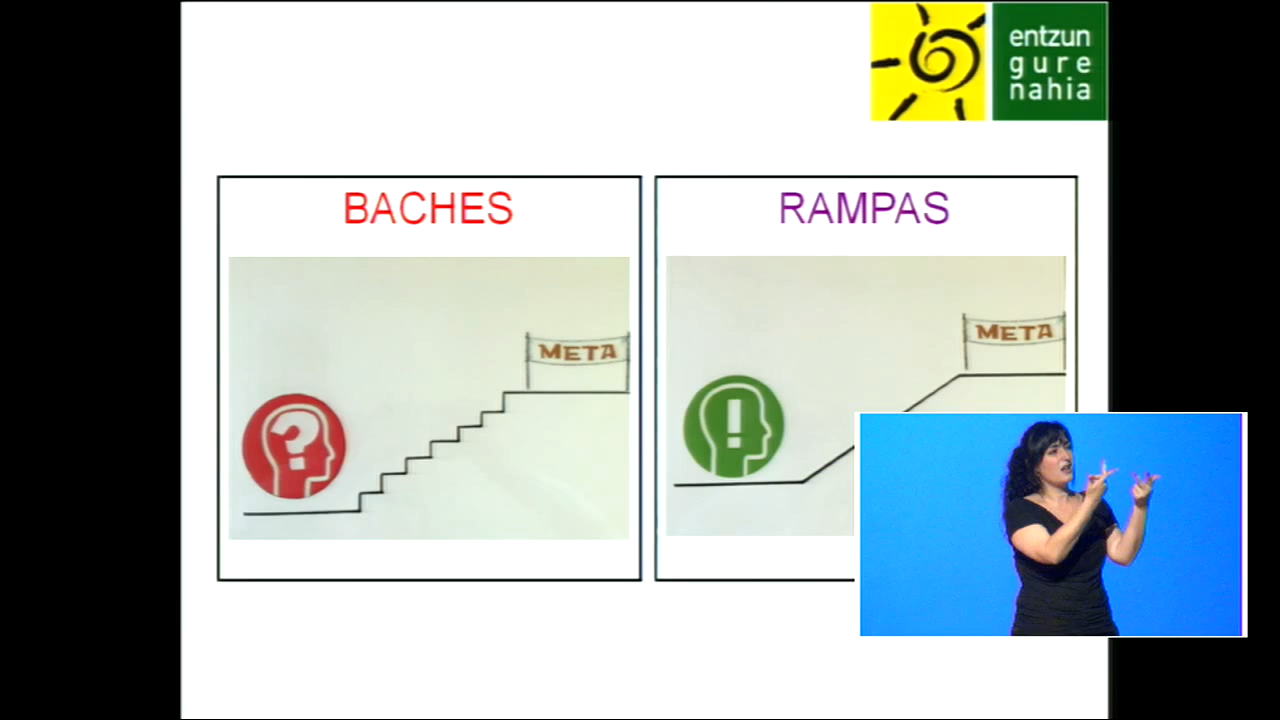 entzun
gure
nahia
BACHES
META
RAMPAS
META